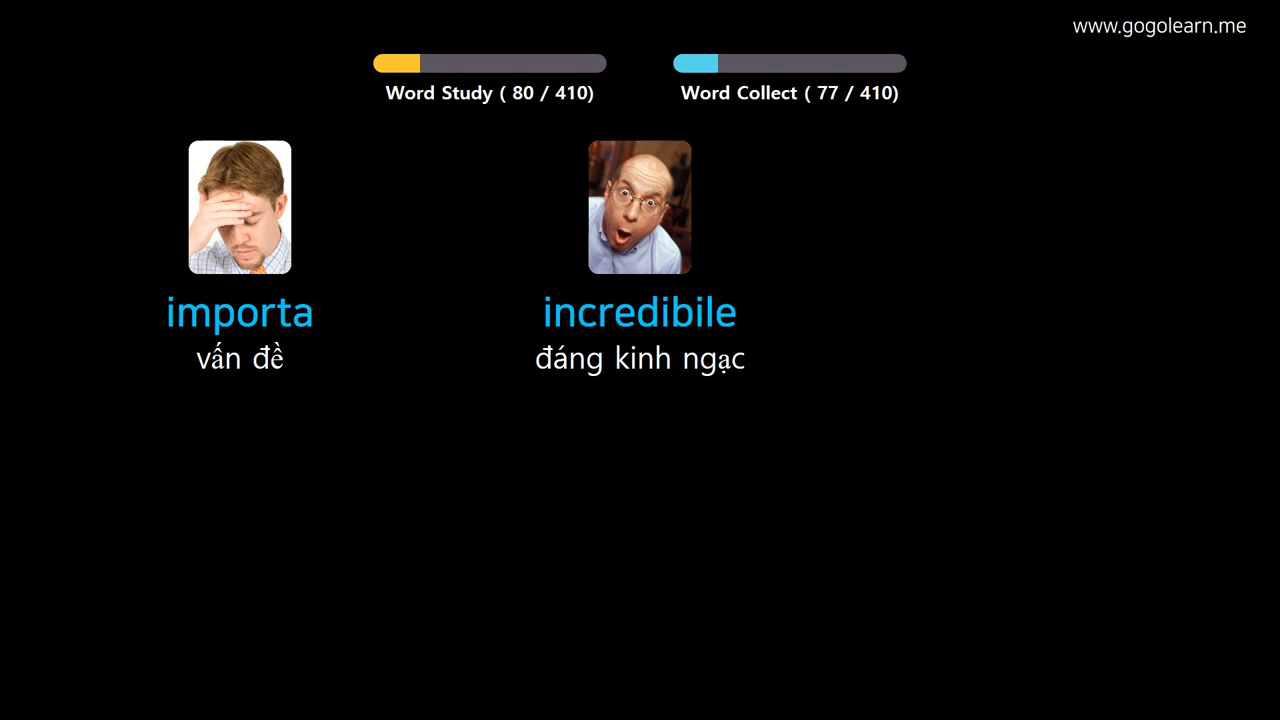 www.gogolearn.me
Word Study ( 80 / 410)
Word Collect ( 77 / 410)
importa
vấn đề
incredibile
đáng kinh ngạc